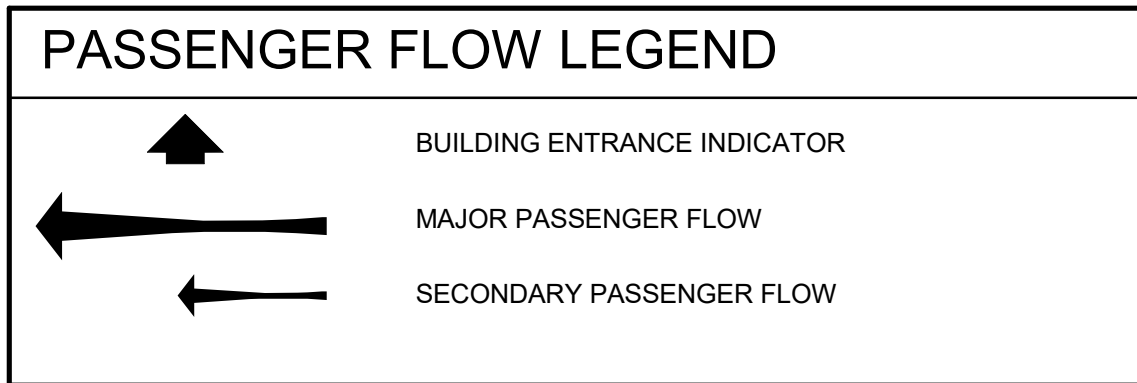 PASSENGER FLOW LEGEND
BUILDING ENTRANCE INDICATOR
MAJOR PASSENGER FLOW
SECONDARY PASSENGER FLOW